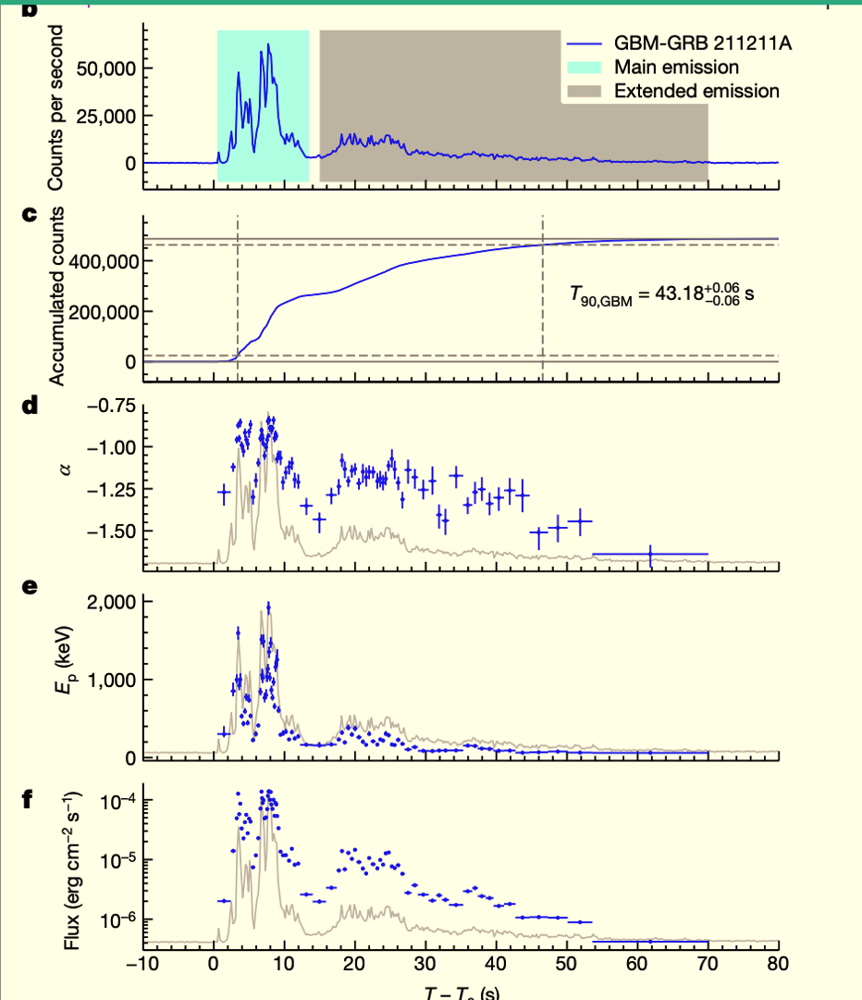 b
Counts per second
50,000
25,000
0
GBM-GRB 211211A
Main emission
Extended emission
c
Accumulated counts
400,000
200,000
0
T90,GBM = 43.18+0.06−0.06 s
d
α
−0.75
−1.00
−1.25
−1.50
e
Ep (keV)
2,000
1,000
0
f
Flux (erg cm−2 s−1)
10−4
10−5
10−6
−10 0 10 20 30 40 50 60 70 80
T − T0 (s)